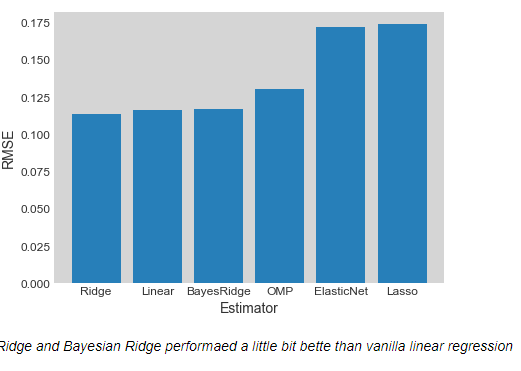 0.175
0.150
0.125
0.100
0.075
0.050
0.025
0.000
RMSE
Ridge Linear BayesRidge OMP ElasticNet Lasso
Estimator
Ridge and Bayesian Ridge performaed a little bit bette than vanilla linear regression